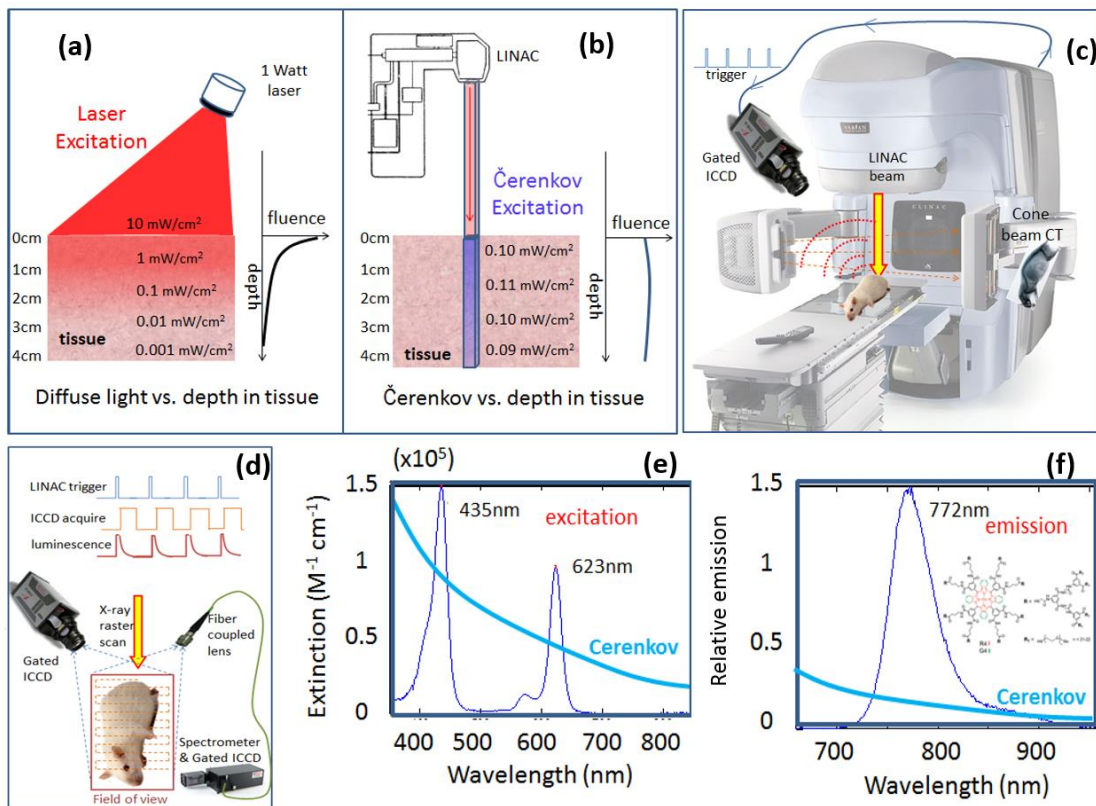 (a)
1 Watt
laser
Laser
Excitation
10 mW/cm²
fluence
0cm
1cm
2cm
3cm
4cm
1 mW/cm²
0.1 mW/cm²
0.01 mW/cm²
0.001 mW/cm²
tissue
depth
Diffuse light vs. depth in tissue
(b)
LINAC
Čerenkov
Excitation
fluence
0cm
1cm
2cm
3cm
4cm
0.10 mW/cm²
0.11 mW/cm²
0.10 mW/cm²
0.09 mW/cm²
tissue
depth
Čerenkov vs. depth in tissue
(c)
trigger
Gated
ICCD
LINAC
beam
CLINAC
Cone
beam CT
(d)
LINAC trigger
ICCD acquire
luminescence
X-ray
raster
scan
Fiber
coupled
lens
Gated
ICCD
Spectrometer
& Gated ICCD
Field of view
(e)
(x10⁵)
1.5
1
0.5
0
435nm
excitation
623nm
Cerenkov
Extinction (M⁻¹ cm⁻¹)
400 500 600 700 800
Wavelength (nm)
(f)
1.5
1
0.5
0
772nm
emission
Cerenkov
Relative emission
700 800 900
Wavelength (nm)